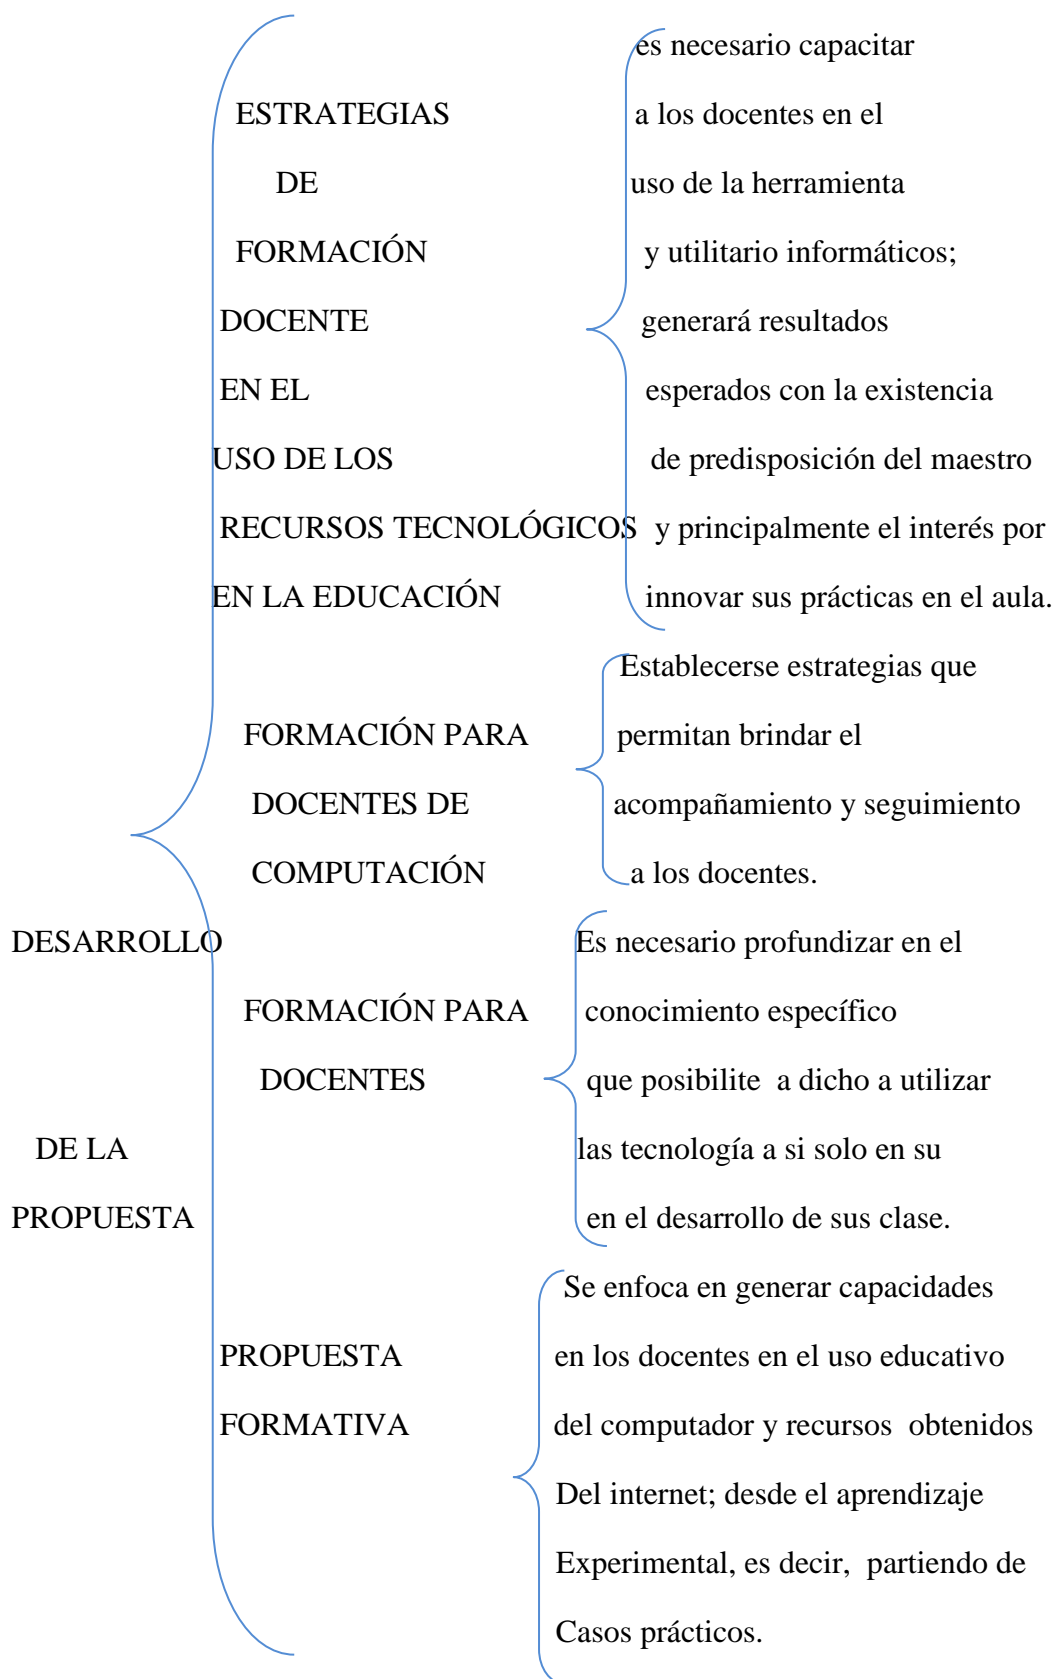 DESARROLLO
DE LA
PROPUESTA
ESTRATEGIAS
DE
FORMACIÓN
DOCENTE
EN EL
USO DE LOS
RECURSOS TECNOLÓGICOS
EN LA EDUCACIÓN
es necesario capacitar
a los docentes en el
uso de la herramienta
y utilitario informáticos;
generará resultados
esperados con la existencia
de predisposición del maestro
y principalmente el interés por
innovar sus prácticas en el aula.
FORMACIÓN PARA
DOCENTES DE
COMPUTACIÓN
Establecerse estrategias que
permitan brindar el
acompañamiento y seguimiento
a los docentes.
FORMACIÓN PARA
DOCENTES
Es necesario profundizar en el
conocimiento específico
que posibilite a dicho a utilizar
las tecnología a si solo en su
en el desarrollo de sus clase.
PROPUESTA
FORMATIVA
Se enfoca en generar capacidades
en los docentes en el uso educativo
del computador y recursos obtenidos
Del internet; desde el aprendizaje
Experimental, es decir, partiendo de
Casos prácticos.